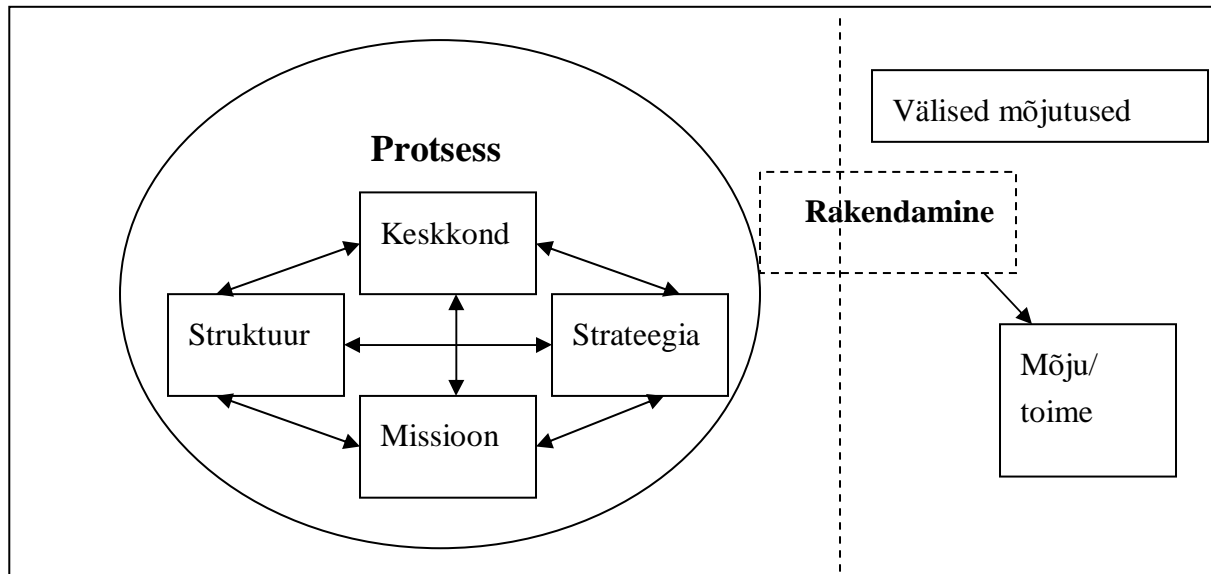 Välised mõjutused
Protsess
Rakendamine
Keskkond
Struktuur
Strateegia
Mõju/
toime
Missioon